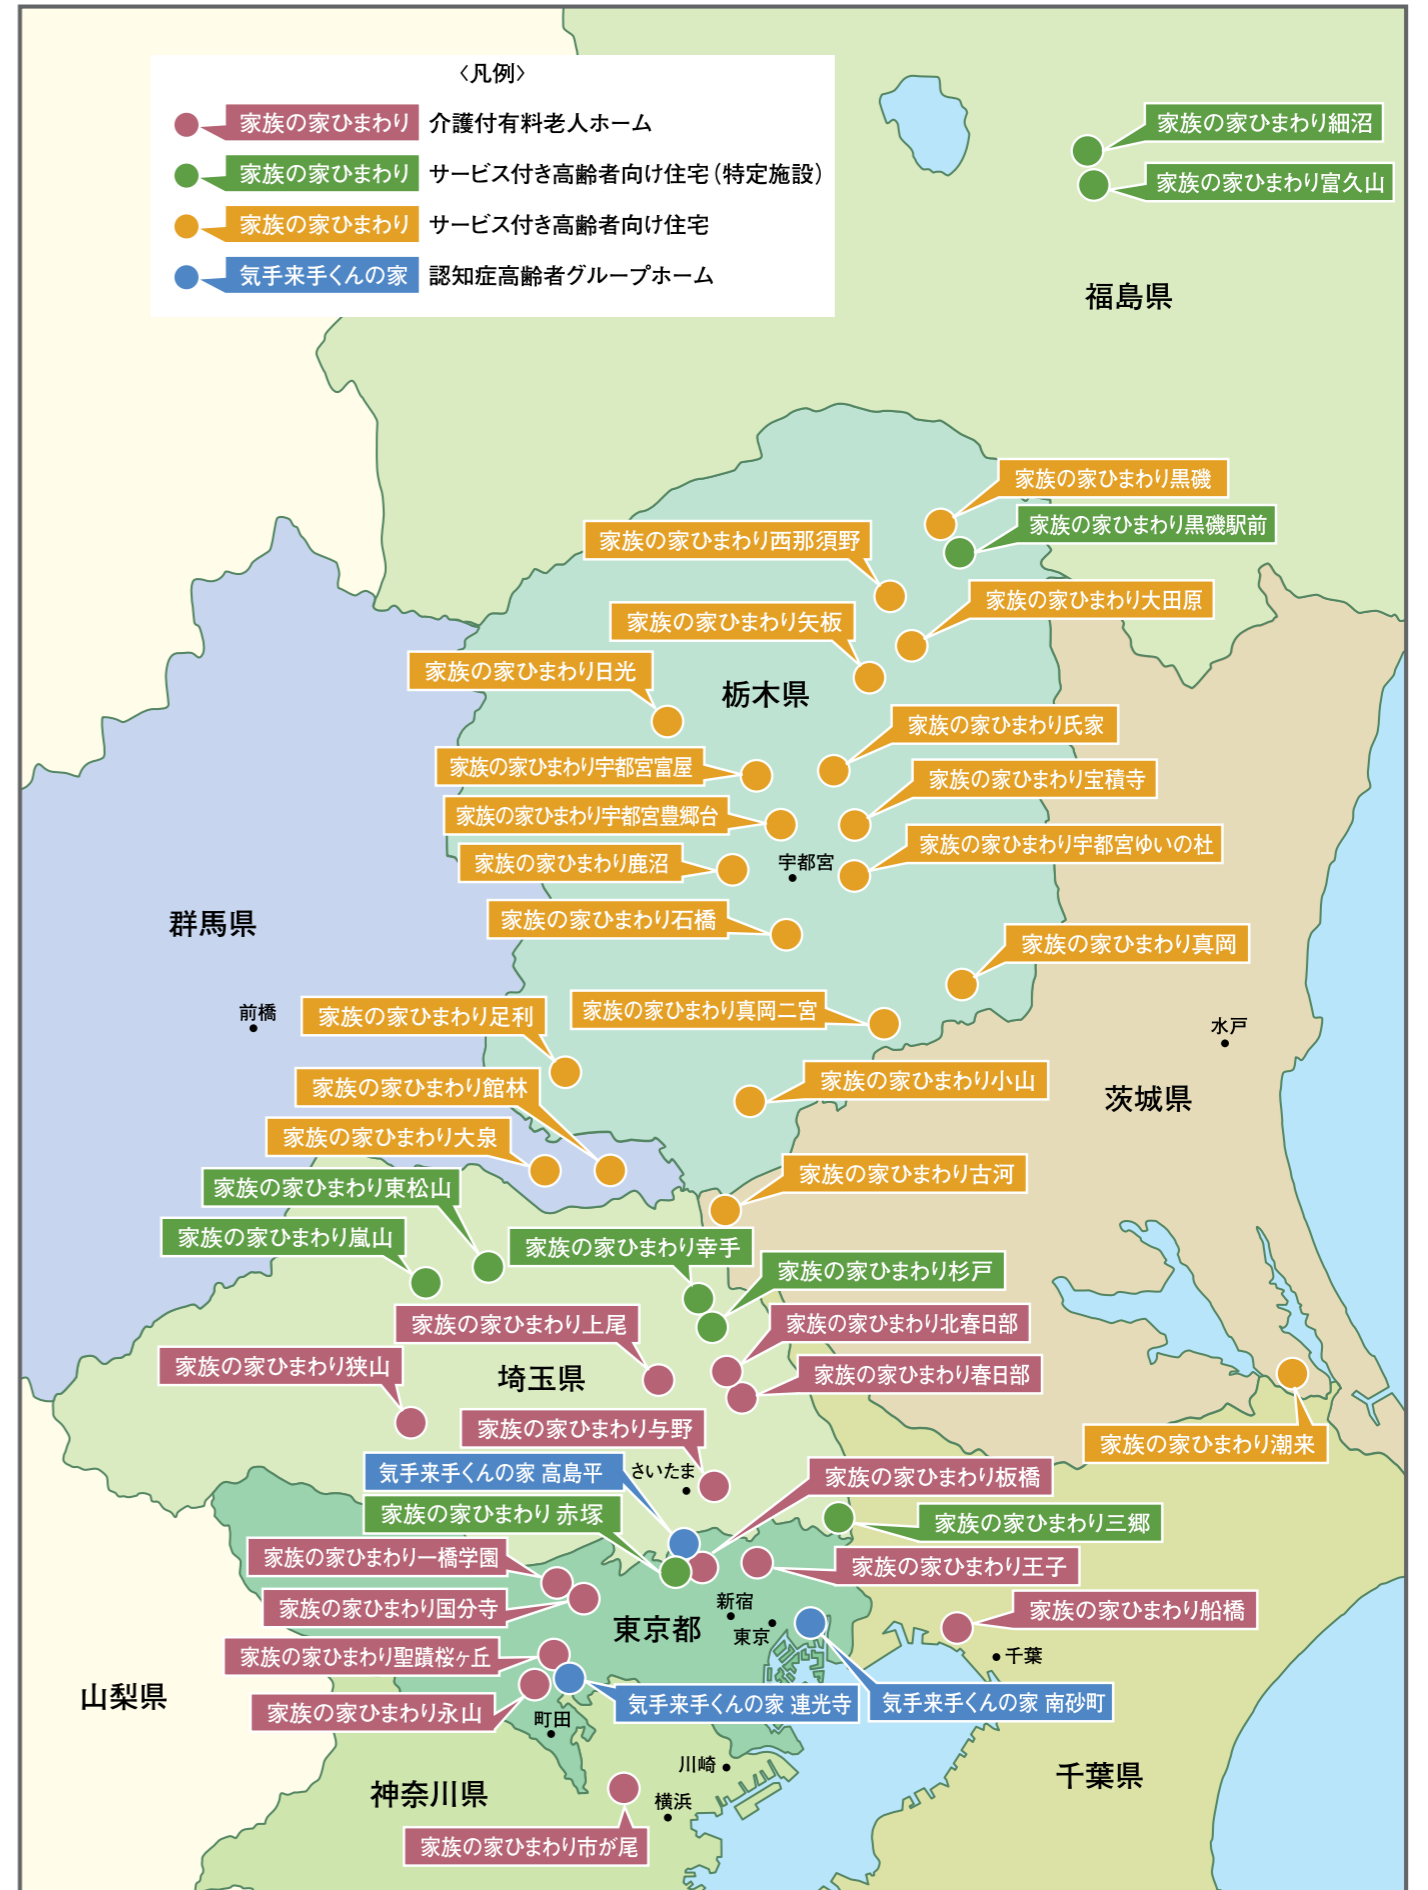 〈凡例〉
家族の家ひまわり 介護付有料老人ホーム
家族の家ひまわり サービス付き高齢者向け住宅（特定施設）
家族の家ひまわり サービス付き高齢者向け住宅
気手来手くんの家 認知症高齢者グループホーム
家族の家ひまわり細沼
家族の家ひまわり富久山
福島県
家族の家ひまわり黒磯
家族の家ひまわり黒磯駅前
家族の家ひまわり西那須野
家族の家ひまわり大田原
家族の家ひまわり矢板
家族の家ひまわり日光
栃木県
家族の家ひまわり氏家
家族の家ひまわり宇都宮富屋
家族の家ひまわり宝積寺
家族の家ひまわり宇都宮豊郷台
家族の家ひまわり宇都宮ゆいの杜
家族の家ひまわり鹿沼
宇都宮
家族の家ひまわり石橋
群馬県
家族の家ひまわり真岡
前橋
家族の家ひまわり足利
家族の家ひまわり真岡二宮
水戸
家族の家ひまわり館林
家族の家ひまわり小山
茨城県
家族の家ひまわり大泉
家族の家ひまわり古河
家族の家ひまわり東松山
家族の家ひまわり嵐山
家族の家ひまわり幸手
家族の家ひまわり杉戸
家族の家ひまわり上尾
家族の家ひまわり北春日部
家族の家ひまわり狭山
埼玉県
家族の家ひまわり春日部
家族の家ひまわり与野
家族の家ひまわり潮来
気手来手くんの家 高島平
さいたま
家族の家ひまわり板橋
家族の家ひまわり 赤塚
家族の家ひまわり三郷
家族の家ひまわり一橋学園
家族の家ひまわり王子
家族の家ひまわり国分寺
新宿
東京都
東京
家族の家ひまわり船橋
家族の家ひまわり聖蹟桜ヶ丘
千葉
山梨県
家族の家ひまわり永山
気手来手くんの家 連光寺
気手来手くんの家 南砂町
町田
川崎
千葉県
神奈川県
横浜
家族の家ひまわり市が尾